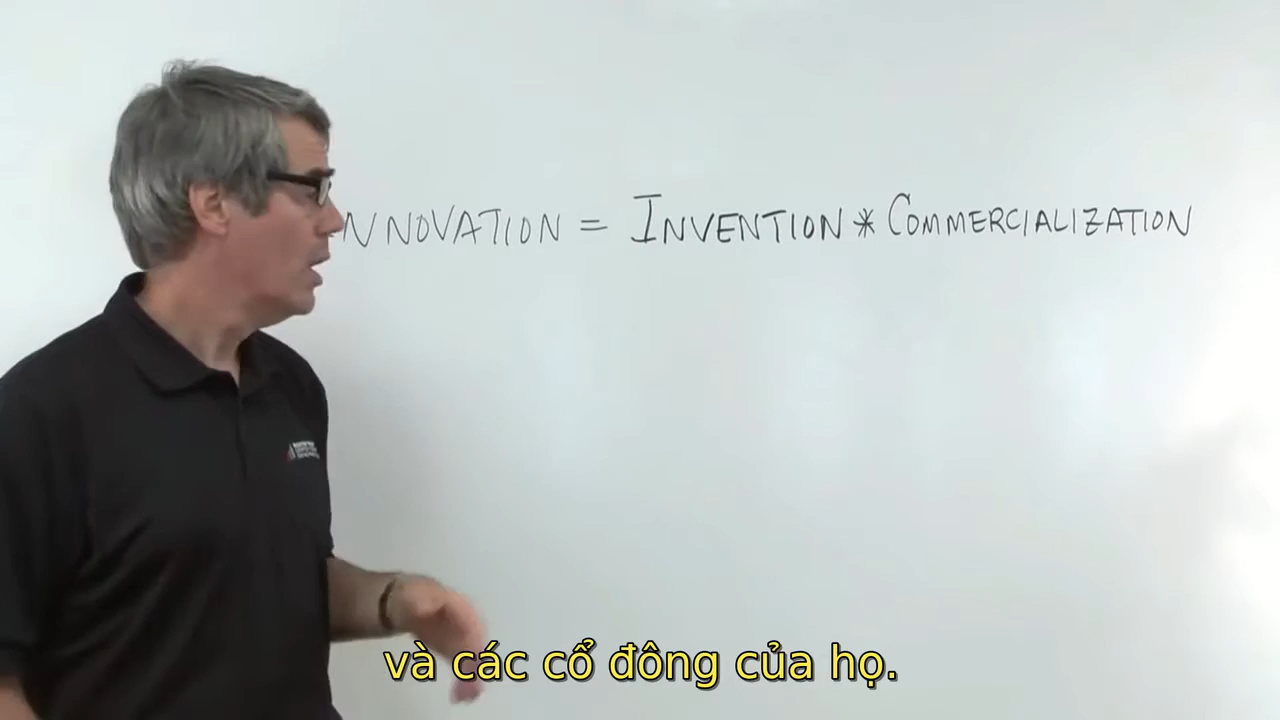 NNOVATION = INVENTION * COMMERCIALIZATION
và các cổ đông của họ.